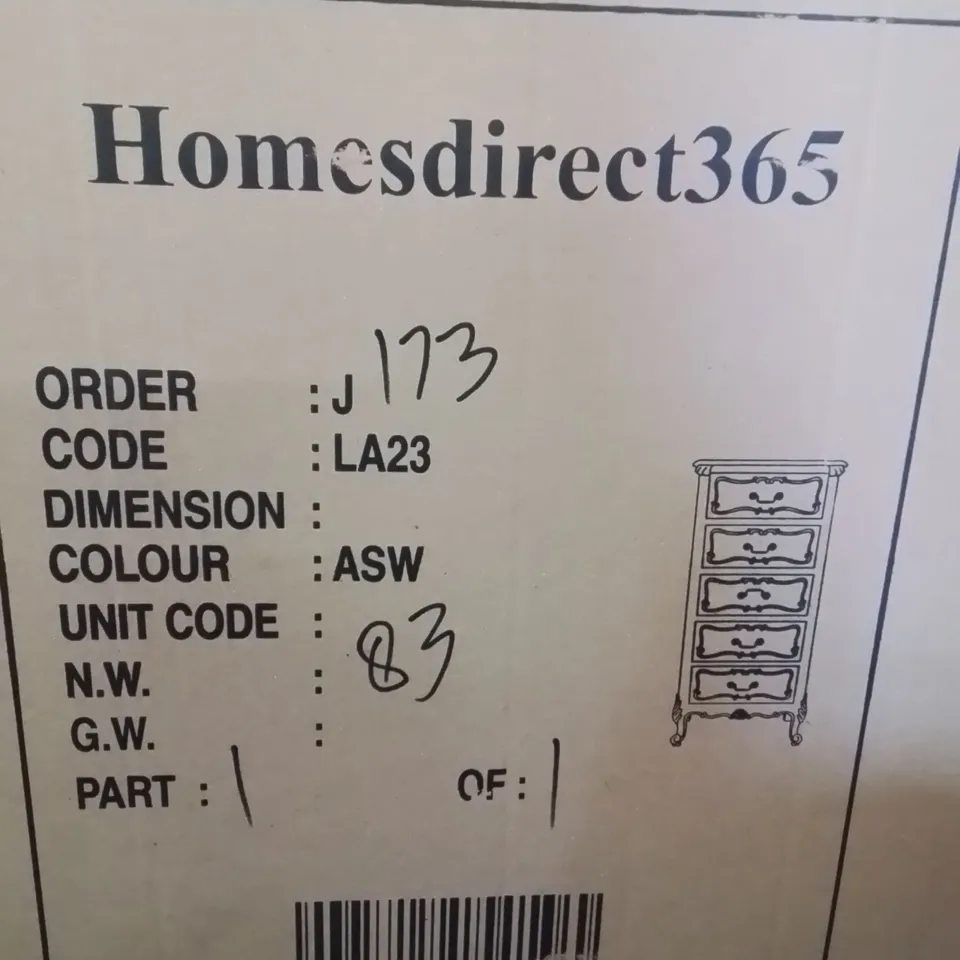 Homesdirect365
ORDER : J 173
CODE : LA23
DIMENSION :
COLOUR : ASW
UNIT CODE : 83
N.W. :
G.W. :
PART : 1 OF : 1